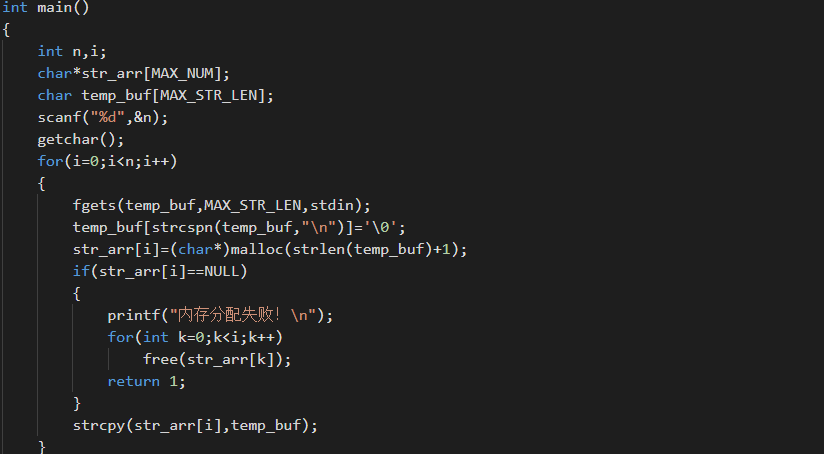 int main()
{
    int n,i;
    char*str_arr[MAX_NUM];
    char temp_buf[MAX_STR_LEN];
    scanf("%d",&n);
    getchar();
    for(i=0;i<n;i++)
    {
        fgets(temp_buf,MAX_STR_LEN,stdin);
        temp_buf[strcspn(temp_buf,"\n")]='\0';
        str_arr[i]=(char*)malloc(strlen(temp_buf)+1);
        if(str_arr[i]==NULL)
        {
            printf("内存分配失败！\n");
            for(int k=0;k<i;k++)
                free(str_arr[k]);
            return 1;
        }
        strcpy(str_arr[i],temp_buf);
    }